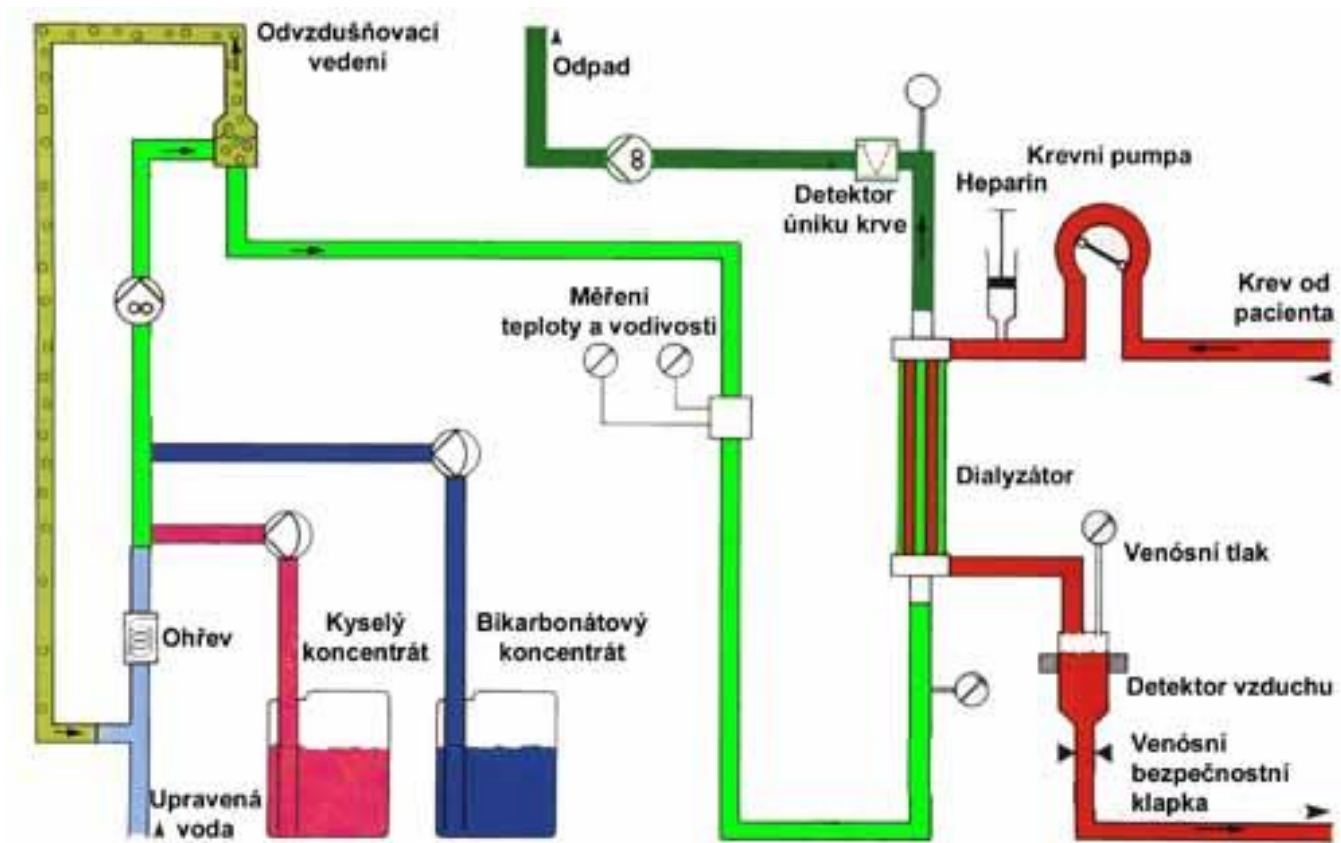 Odvzdušňovací
vedení
Odpad
Detektor
úniku krve
Heparin
Krevní pumpa
Krev od
pacienta
Měření
teploty a vodivosti
Dialyzátor
Venósní tlak
Ohřev
Kyselý
koncentrát
Bikarbonátový
koncentrát
Detektor vzduchu
Venósní
bezpečnostní
klapka
Upravená
voda